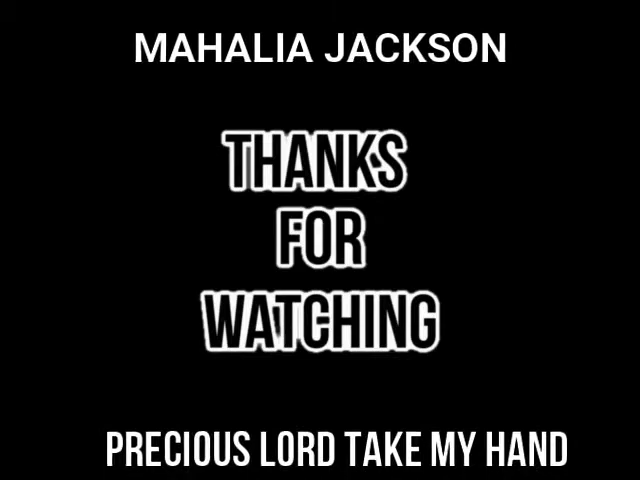 MAHALIA JACKSON
THANKS
FOR
WATCHING
PRECIOUS LORD TAKE MY HAND